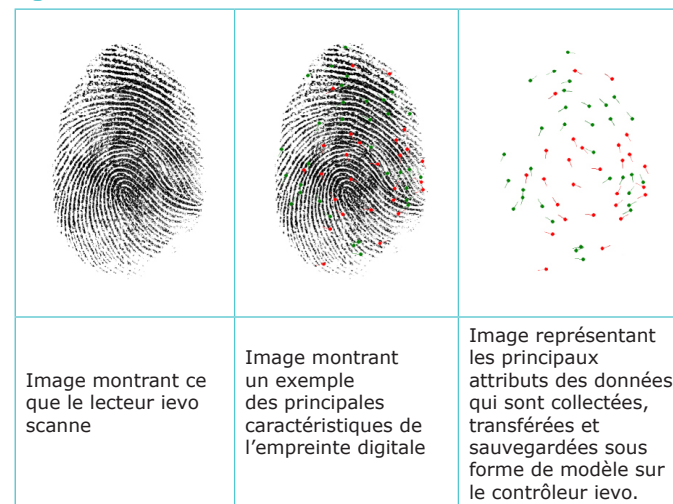 Image montrant ce
que le lecteur ievo
scanne
Image montrant
un exemple
des principales
caractéristiques de
l’empreinte digitale
Image représentant
les principaux
attributs des données
qui sont collectées,
transférées et
sauvegardées sous
forme de modèle sur
le contrôleur ievo.